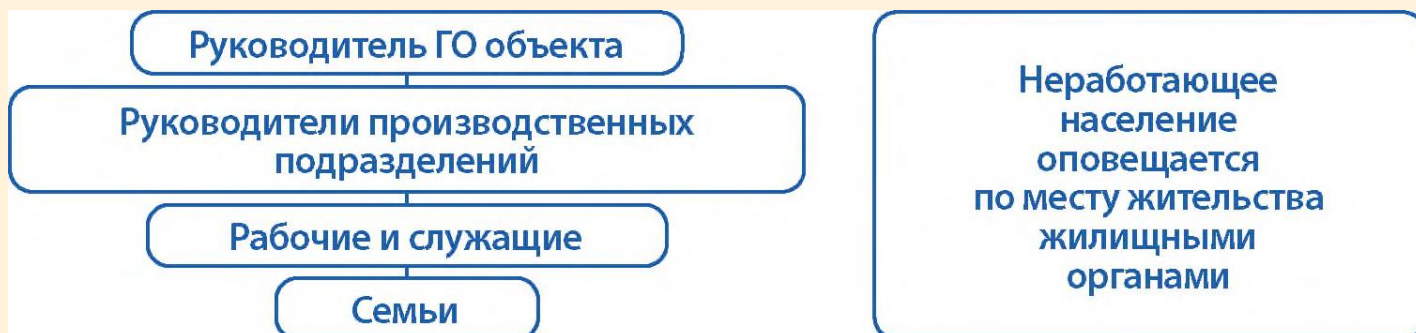 Руководитель ГО объекта
Руководители производственных
подразделений
Рабочие и служащие
Семьи
Неработающее
население
оповещается
по месту жительства
жилищными
органами